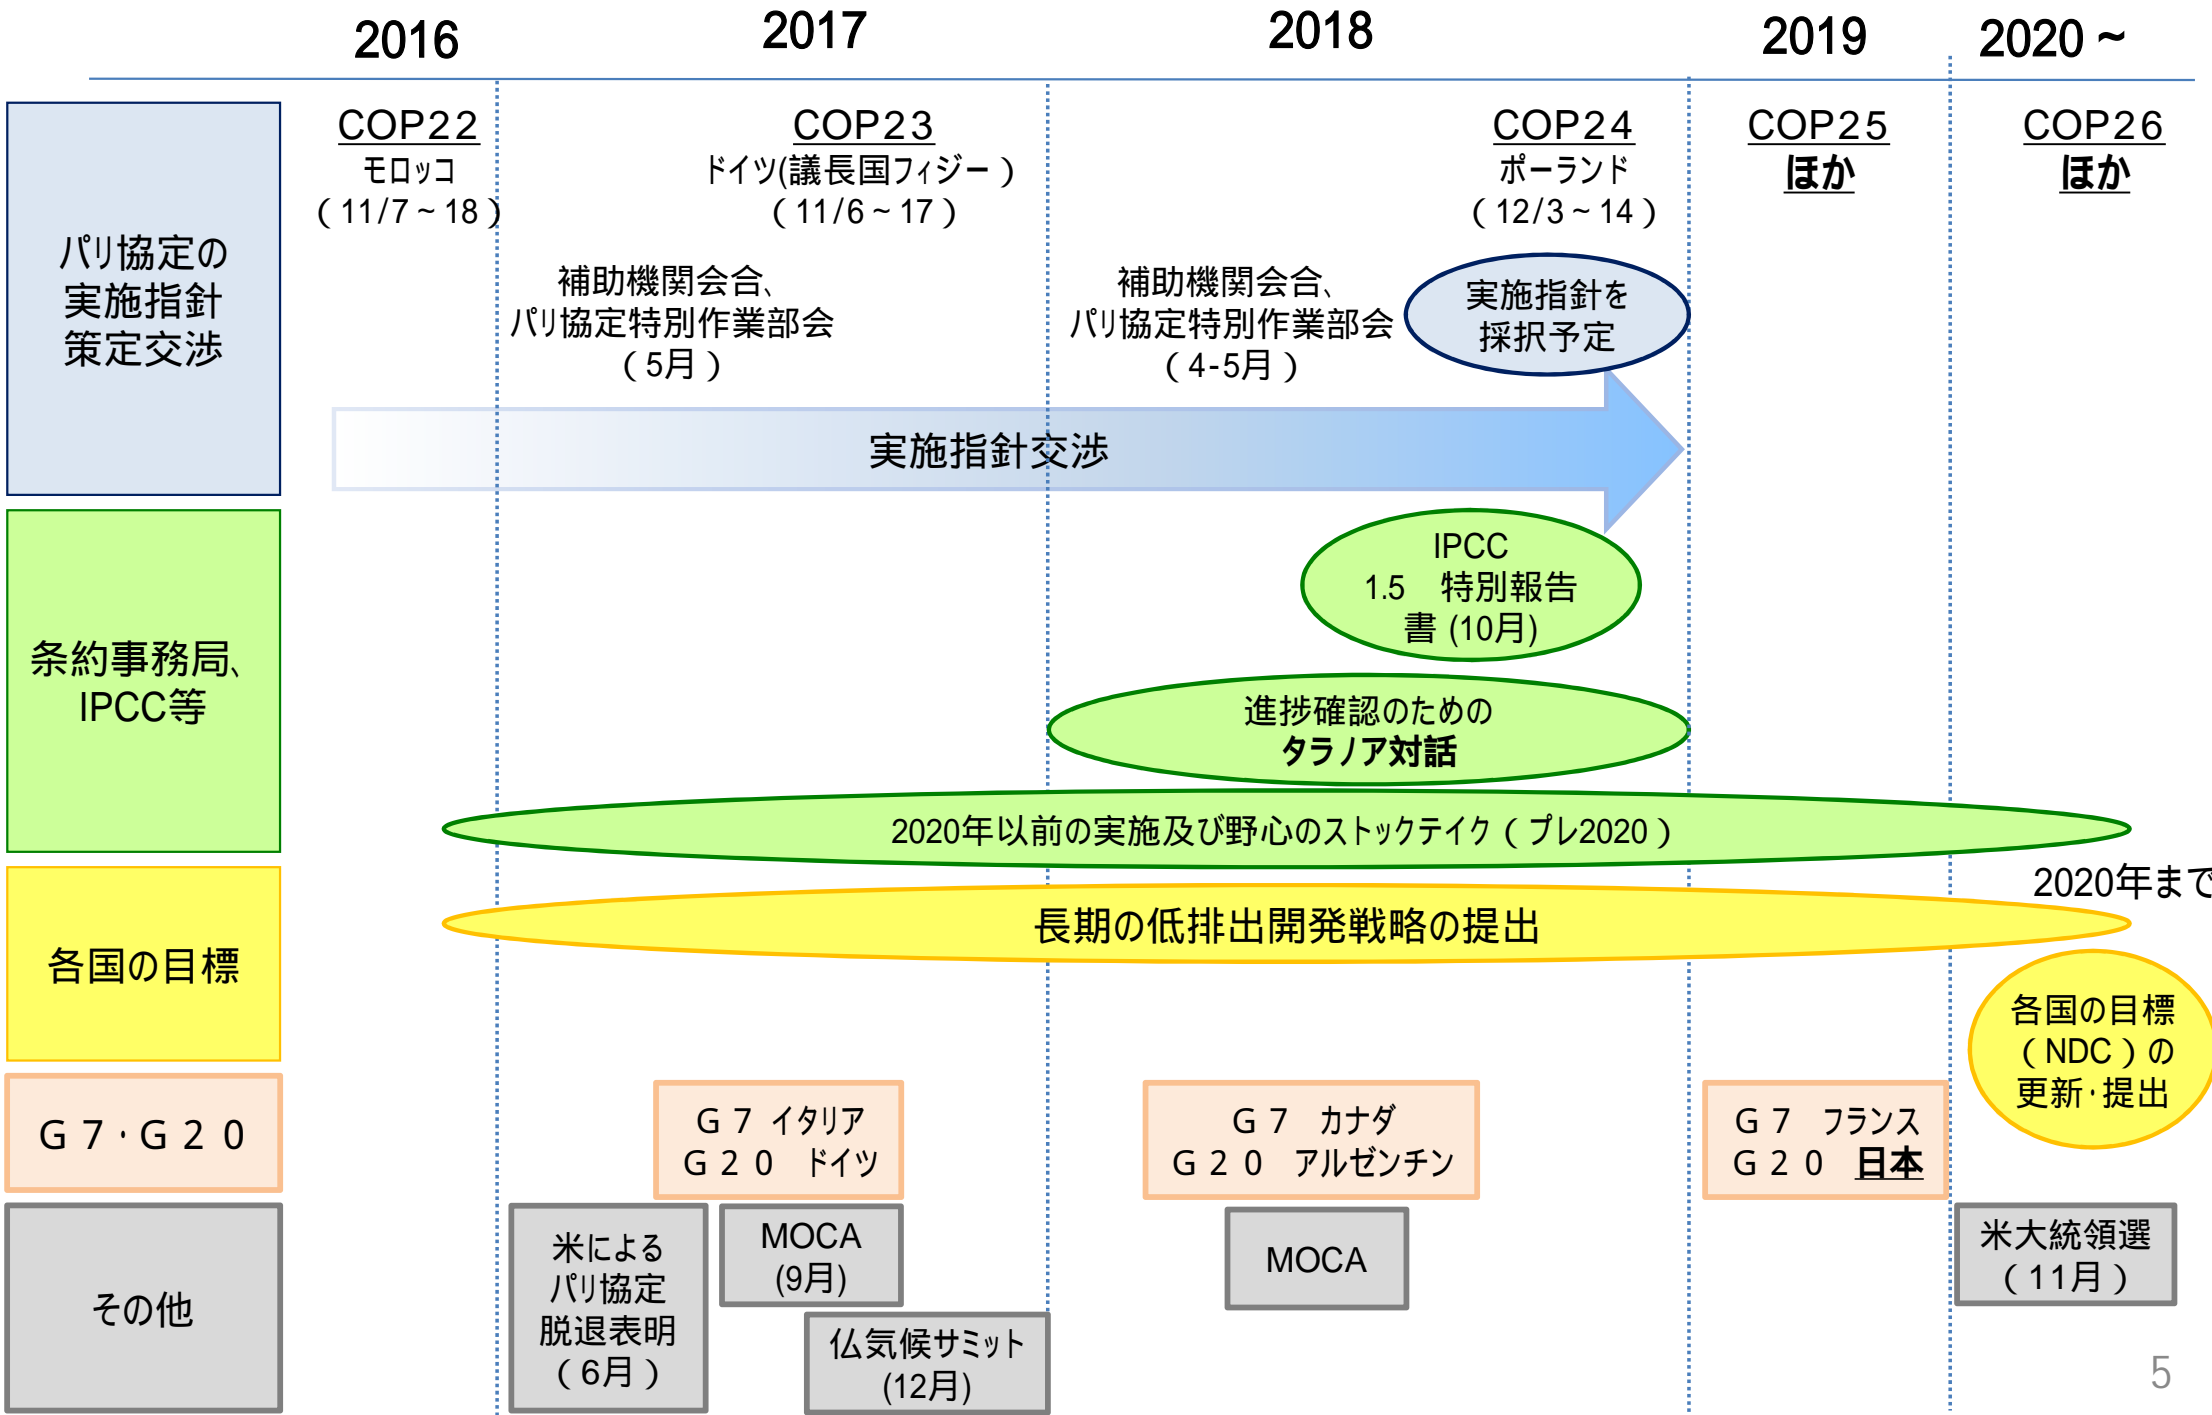 2016
2017
2018
2019
2020 ~
パリ協定の
実施指針
策定交渉
COP22
モロッコ
(11/7~18)
COP23
ドイツ(議長国フィジー)
(11/6~17)
COP24
ポーランド
(12/3~14)
COP25
ほか
COP26
ほか
補助機関会合、
パリ協定特別作業部会
(5月)
補助機関会合、
パリ協定特別作業部会
(4-5月)
実施指針を
採択予定
実施指針交渉
条約事務局、
IPCC等
IPCC
1.5　特別報告
書 (10月)
進捗確認のための
タラノア対話
2020年以前の実施及び野心のストックテイク(プレ2020)
各国の目標
2020年まで
長期の低排出開発戦略の提出
各国の目標
(NDC)の
更新・提出
G7・G20
G7 イタリア
G20　ドイツ
G7　カナダ
G20　アルゼンチン
G7　フランス
G20　日本
その他
米による
パリ協定
脱退表明
(6月)
MOCA
(9月)
仏気候サミット
(12月)
MOCA
米大統領選
(11月)
5